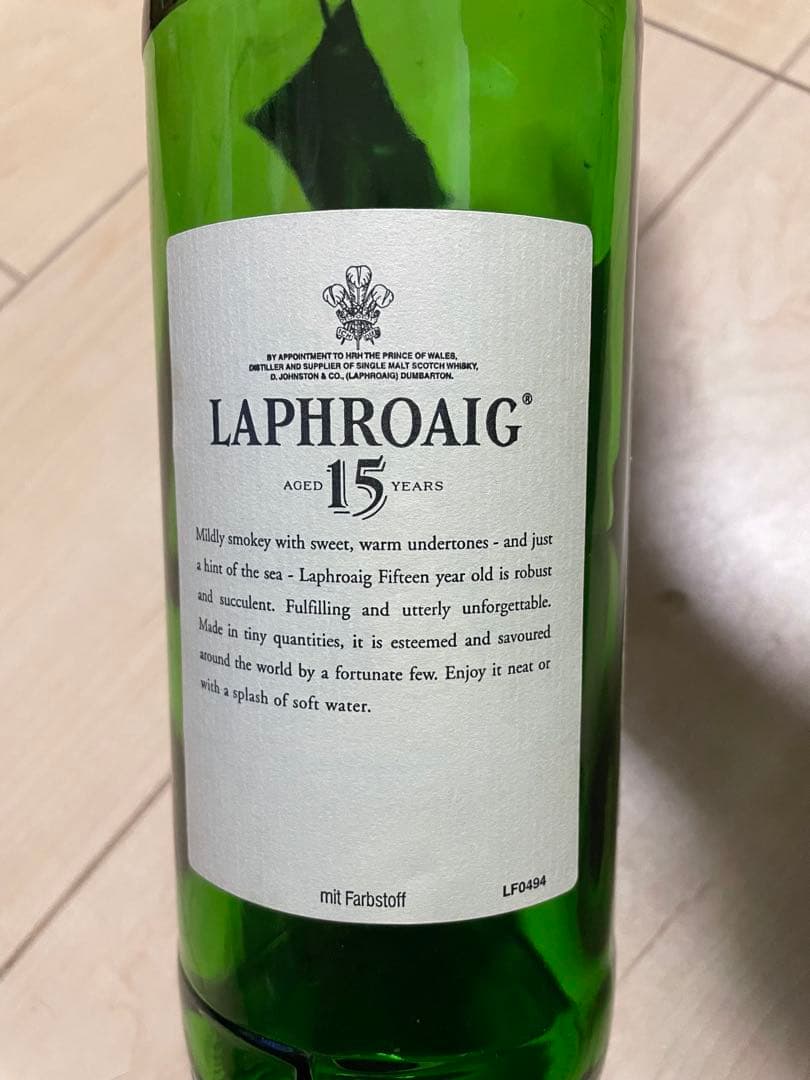 BY APPOINTMENT TO HRH THE PRINCE OF WALES,
DISTILLER AND SUPPLIER OF SINGLE MALT SCOTCH WHISKY,
D. JOHNSTON & CO., (LAPHROAIG) DUMBARTON.
LAPHROAIG®
AGED 15 YEARS
Mildly smokey with sweet, warm undertones - and just
a hint of the sea - Laphroaig Fifteen year old is robust
and succulent. Fulfilling and utterly unforgettable.
Made in tiny quantities, it is esteemed and savoured
around the world by a fortunate few. Enjoy it neat or
with a splash of soft water.
mit Farbstoff
LF0494